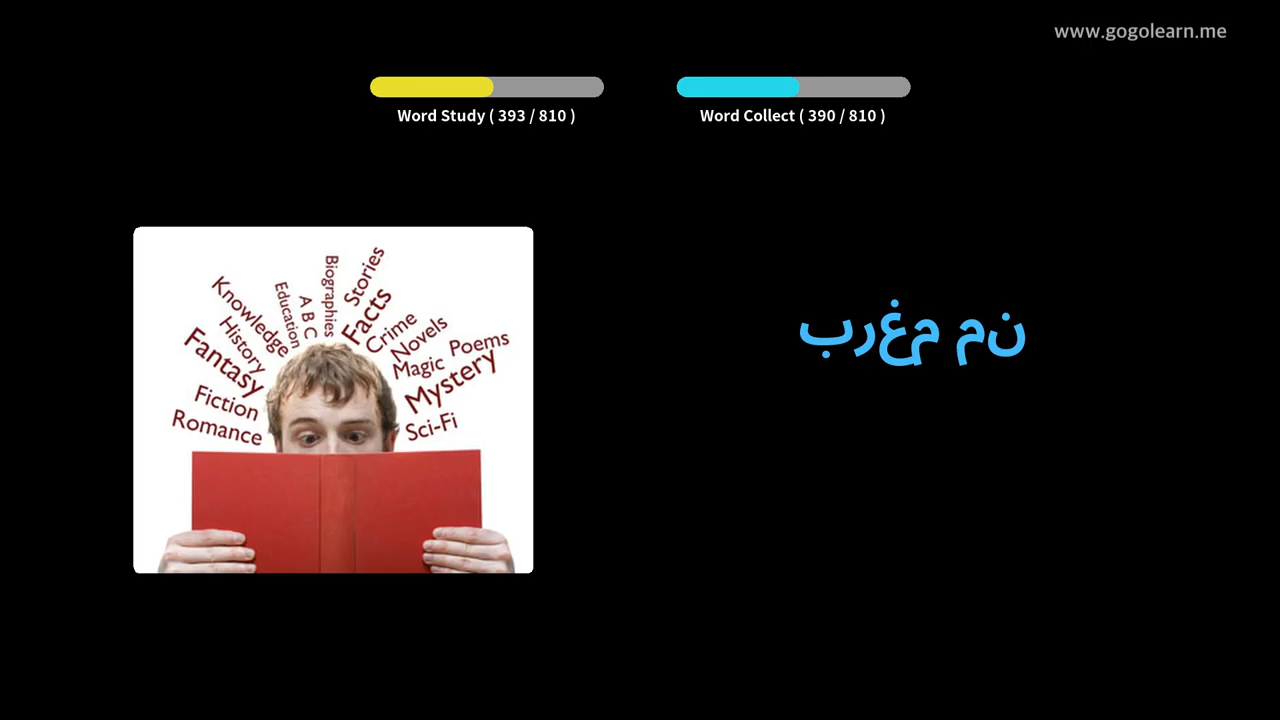 www.gogolearn.me
Word Study ( 393 / 810 )
Word Collect ( 390 / 810 )
برغم من
Biographies
Stories
Education
A B C
Facts
Knowledge
Crime
History
Novels
Poems
Fantasy
Magic
Mystery
Fiction
Romance
Sci-Fi